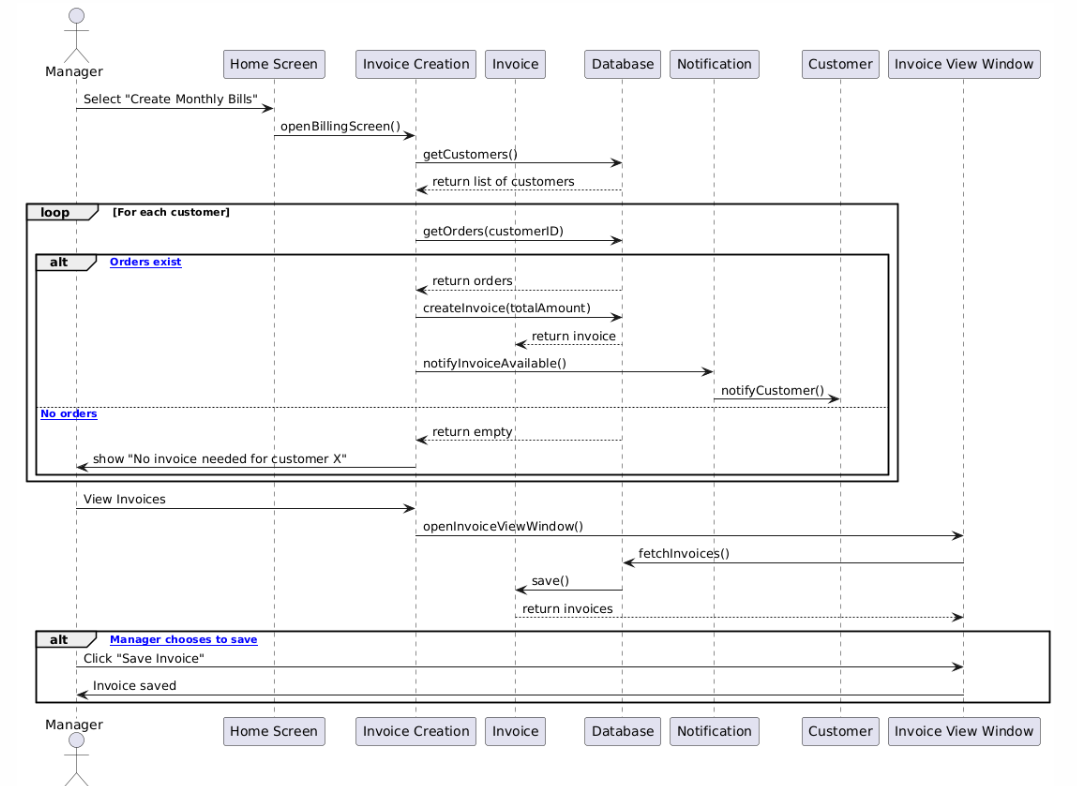 Manager
Home Screen
Invoice Creation
Invoice
Database
Notification
Customer
Invoice View Window
Select "Create Monthly Bills"
openBillingScreen()
getCustomers()
return list of customers
loop
[For each customer]
getOrders(customerID)
alt
Orders exist
return orders
createInvoice(totalAmount)
return invoice
notifyInvoiceAvailable()
notifyCustomer()
No orders
return empty
show "No invoice needed for customer X"
View Invoices
openInvoiceViewWindow()
fetchInvoices()
save()
return invoices
alt
Manager chooses to save
Click "Save Invoice"
Invoice saved
Manager
Home Screen
Invoice Creation
Invoice
Database
Notification
Customer
Invoice View Window